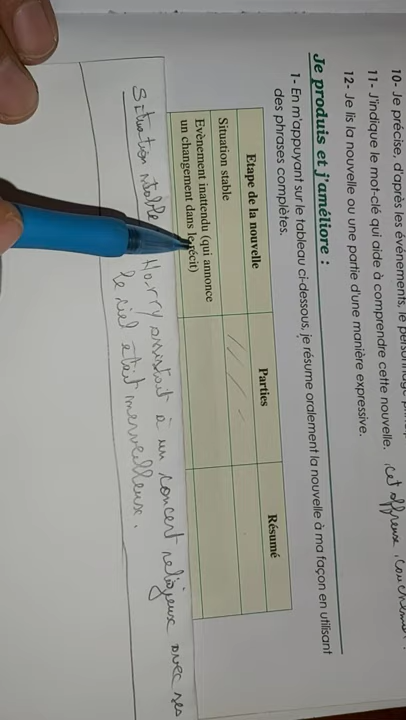 10- Je précise, d'après les événements, le personnage
11- J'indique le mot-clé qui aide à comprendre cette nouvelle. cet affreux
12- Je lis la nouvelle ou une partie d'une manière expressive.
Je produis et j'améliore :
1- En m'appuyant sur le tableau ci-dessous, je résume oralement la nouvelle à ma façon en utilisant
des phrases complètes.
Etape de la nouvelle Parties Résumé
Situation stable
Evènement inattendu (qui annonce
un changement dans le récit)
Situation stable Harry assistait à un concert religieux avec ses
le ciel était merveilleux.